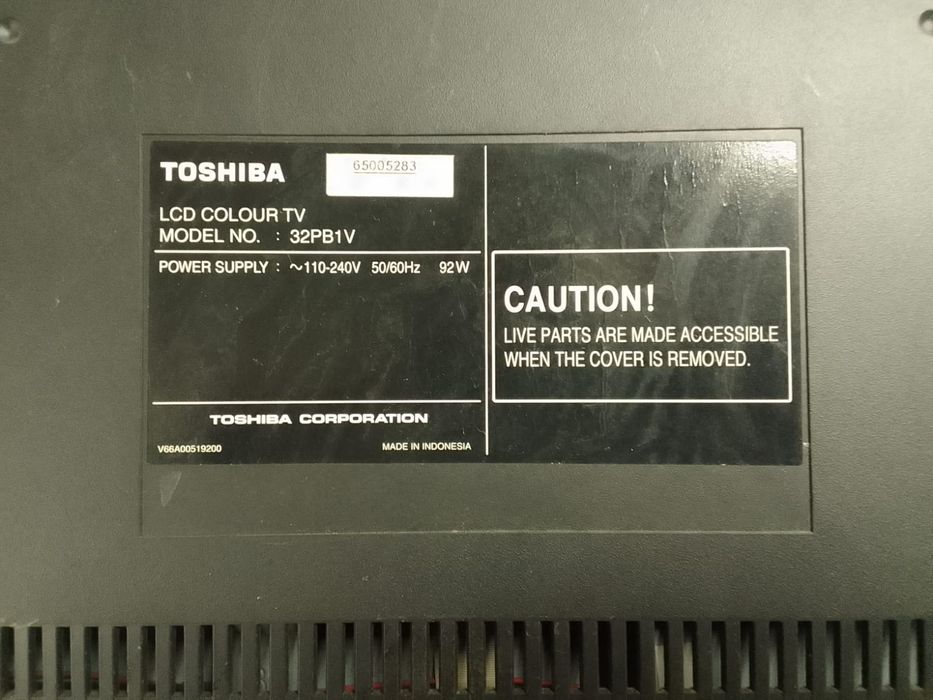 TOSHIBA
65005283
LCD COLOUR TV
MODEL NO. : 32PB1V
POWER SUPPLY : ~110-240V 50/60Hz 92W
TOSHIBA CORPORATION
V66A00519200
MADE IN INDONESIA
CAUTION!
LIVE PARTS ARE MADE ACCESSIBLE
WHEN THE COVER IS REMOVED.